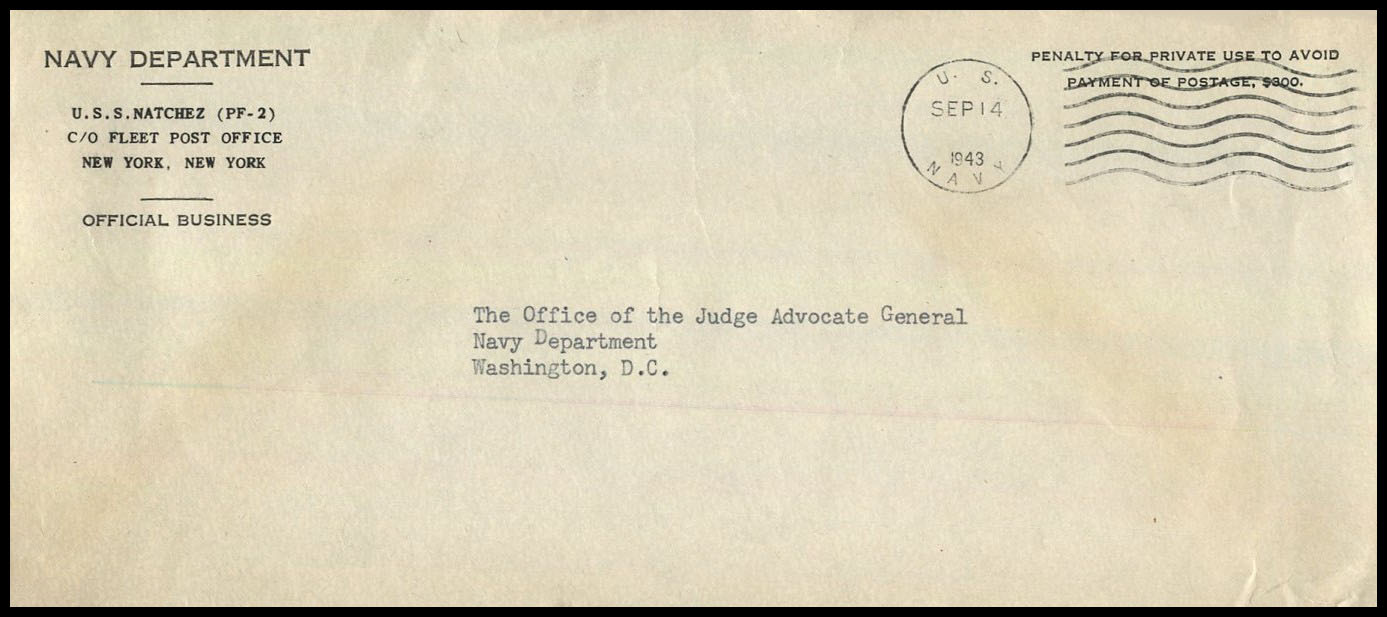 NAVY DEPARTMENT
U.S.S.NATCHEZ (PF-2)
C/O FLEET POST OFFICE
NEW YORK, NEW YORK
OFFICIAL BUSINESS
U. S.
SEP 14
1943
NAVY
PENALTY FOR PRIVATE USE TO AVOID
PAYMENT OF POSTAGE, $300.
The Office of the Judge Advocate General
Navy Department
Washington, D.C.